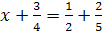 x + 3/4 = 1/2 + 2/5